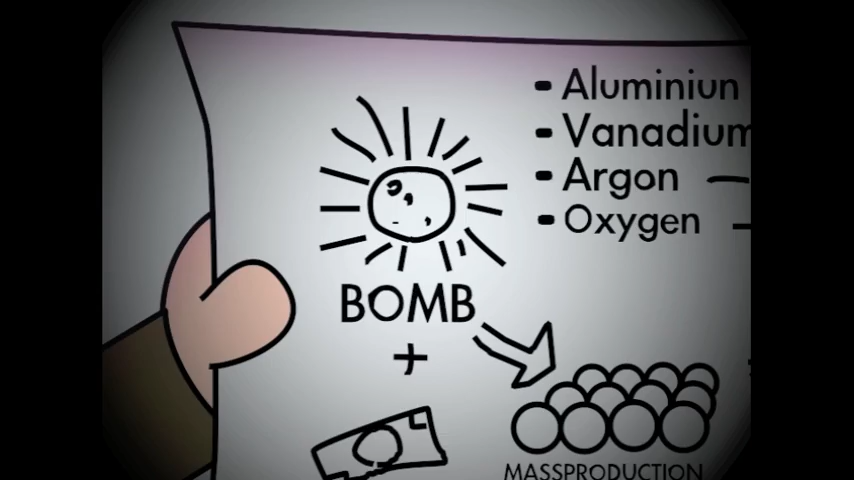 - Aluminiun
- Vanadium
- Argon
- Oxygen
BOMB
+
MASSPRODUCTION